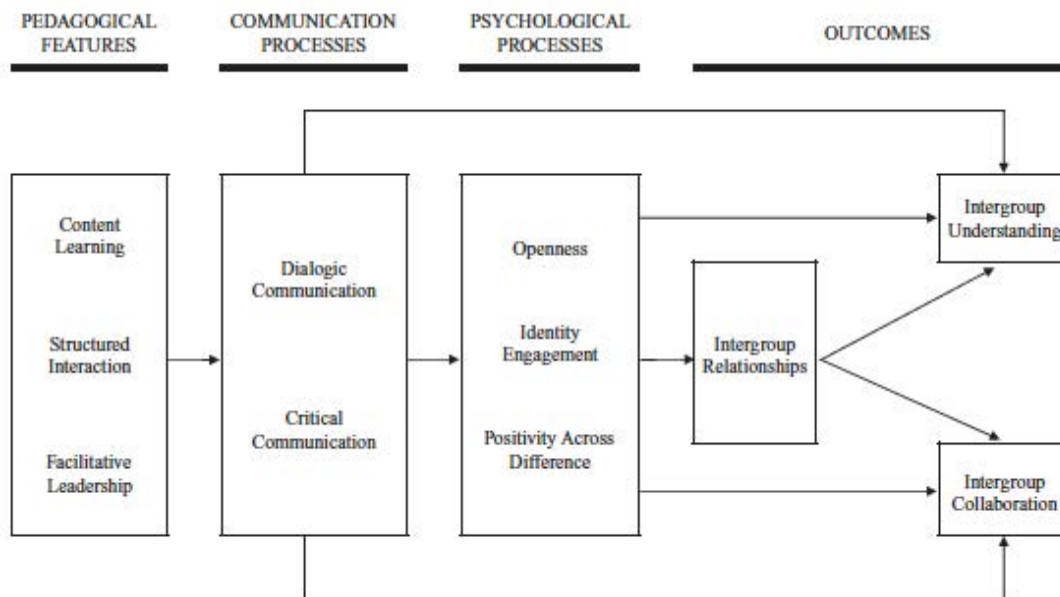 PEDAGOGICAL
FEATURES
COMMUNICATION
PROCESSES
PSYCHOLOGICAL
PROCESSES
OUTCOMES
Content
Learning
Structured
Interaction
Facilitative
Leadership
Dialogic
Communication
Critical
Communication
Openness
Identity
Engagement
Positivity Across
Difference
Intergroup
Relationships
Intergroup
Understanding
Intergroup
Collaboration